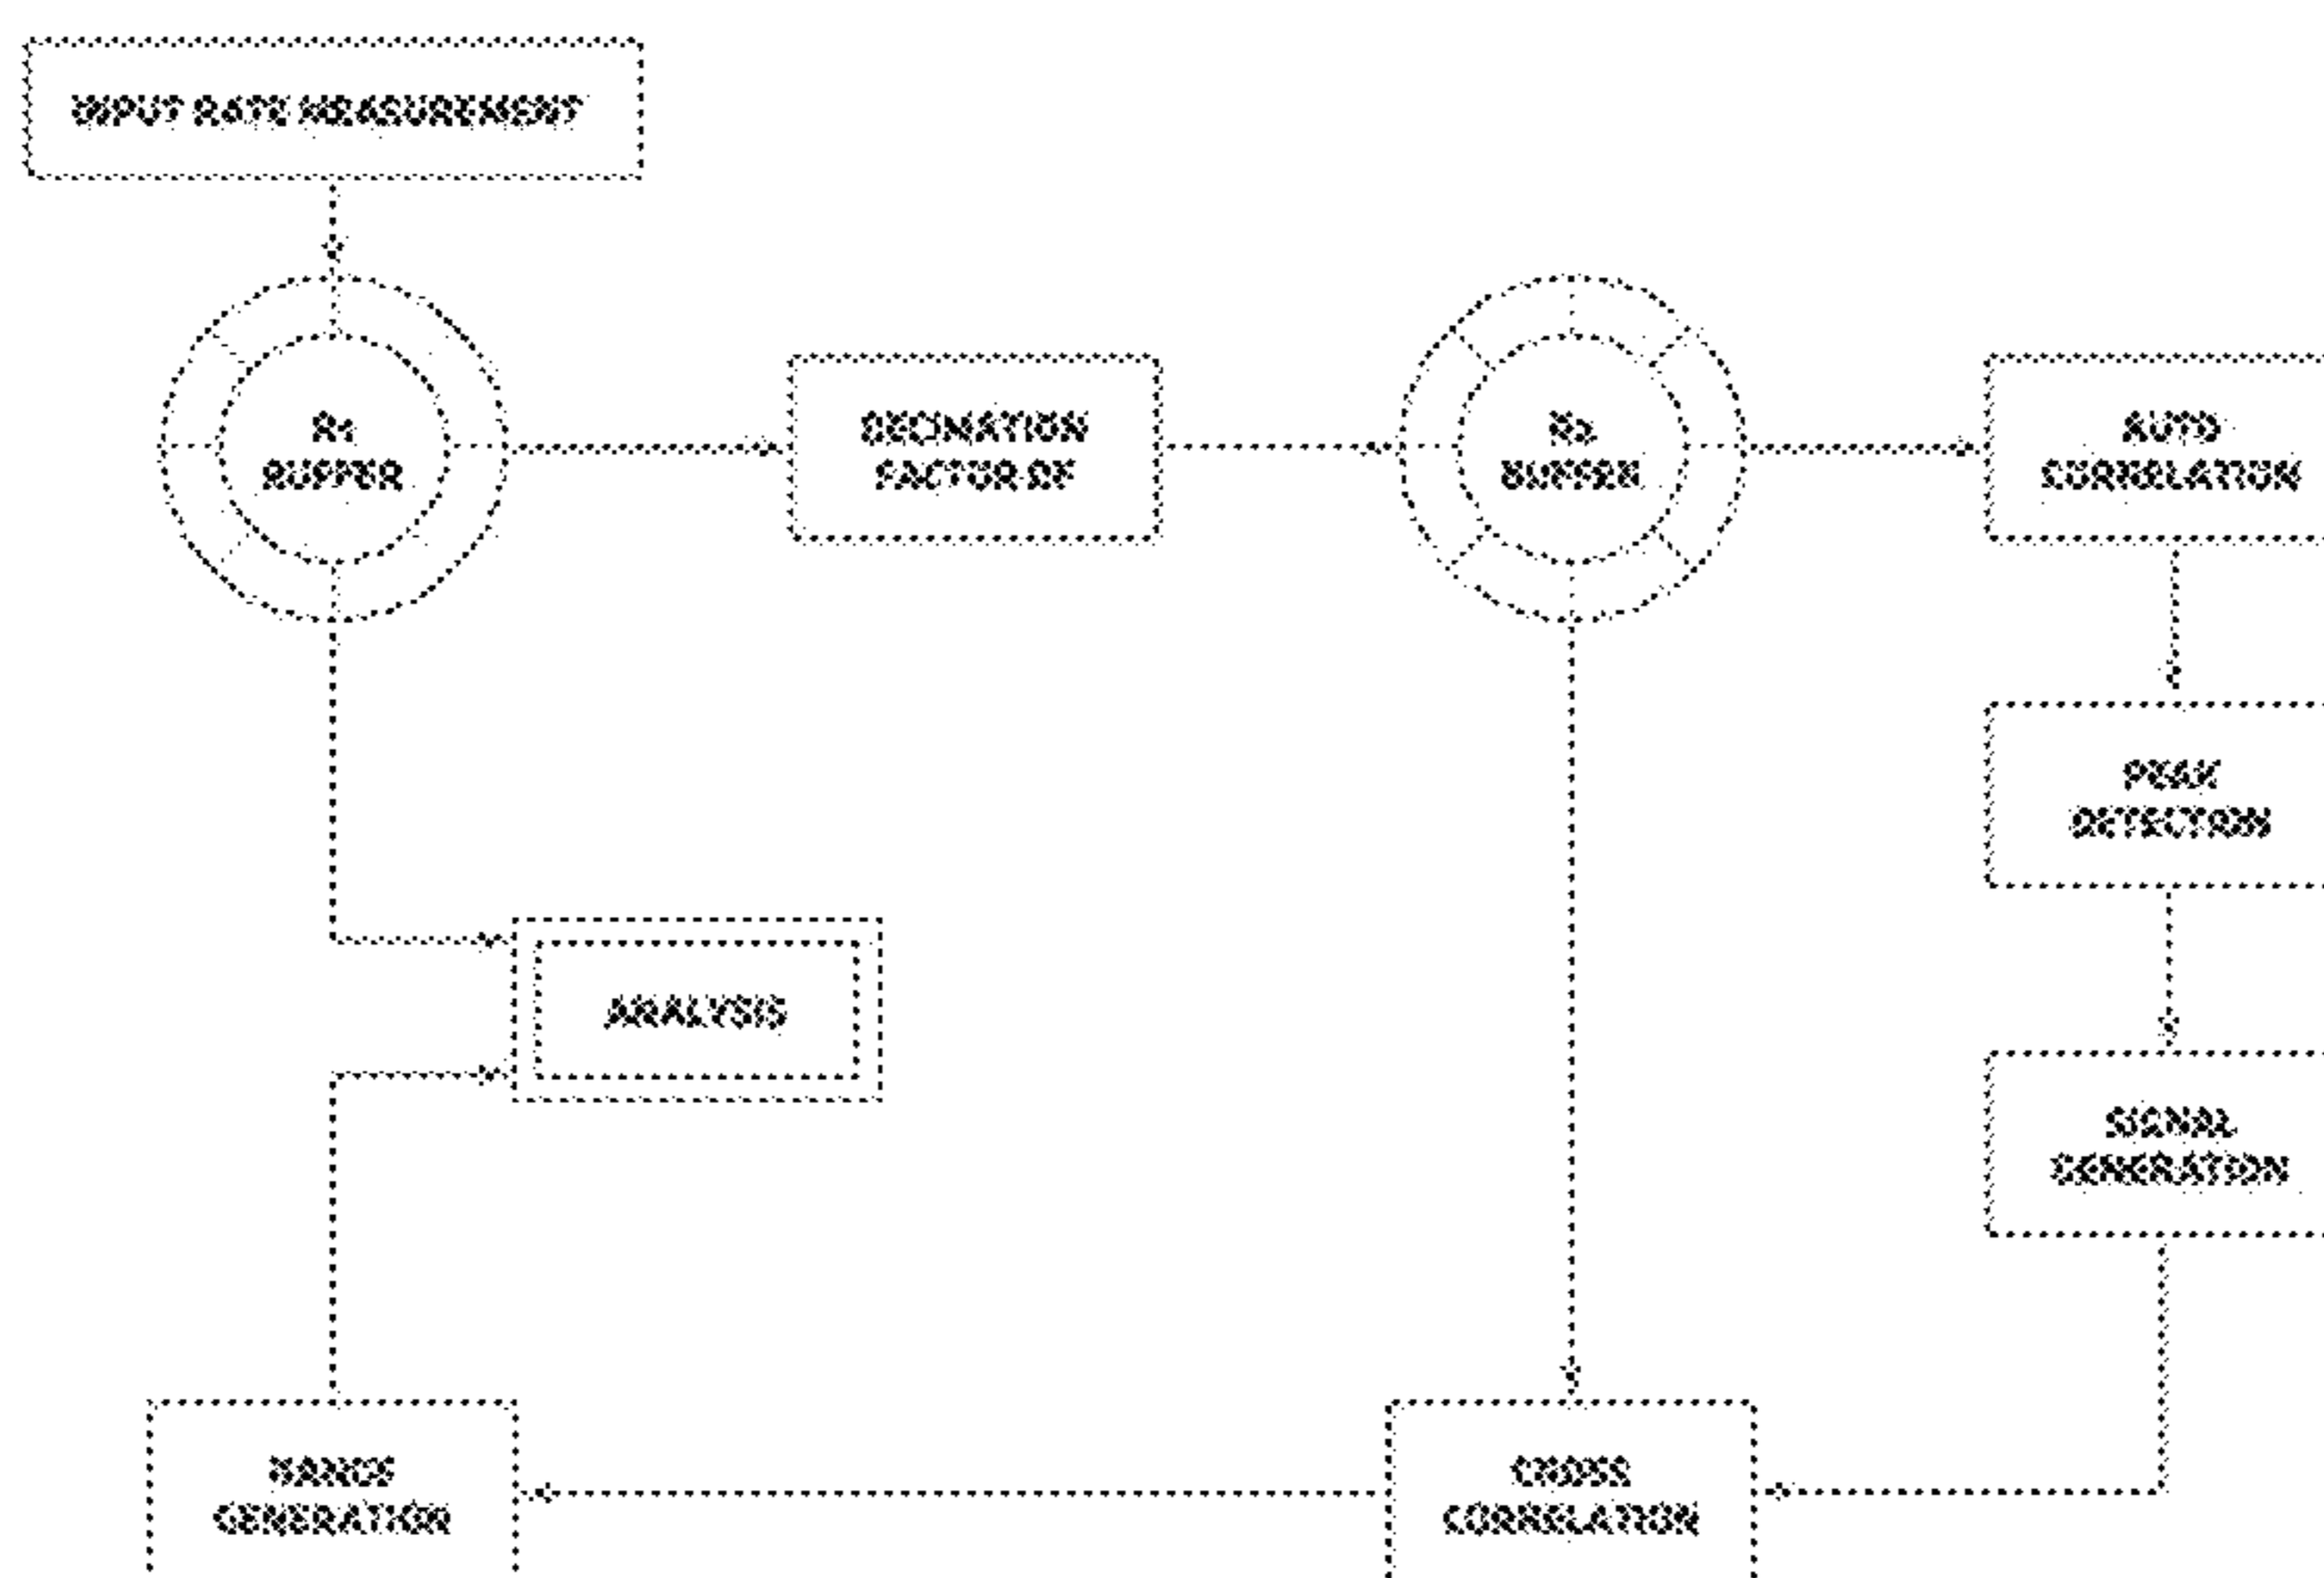 INPUT RATE MEASUREMENT
R1
BUFFER
DECIMATION
FACTOR DF
R2
BUFFER
AUTO
CORRELATION
PEAK
DETECTION
ANALYSIS
SIGNAL
GENERATION
GENERATION
CROSS
CORRELATION